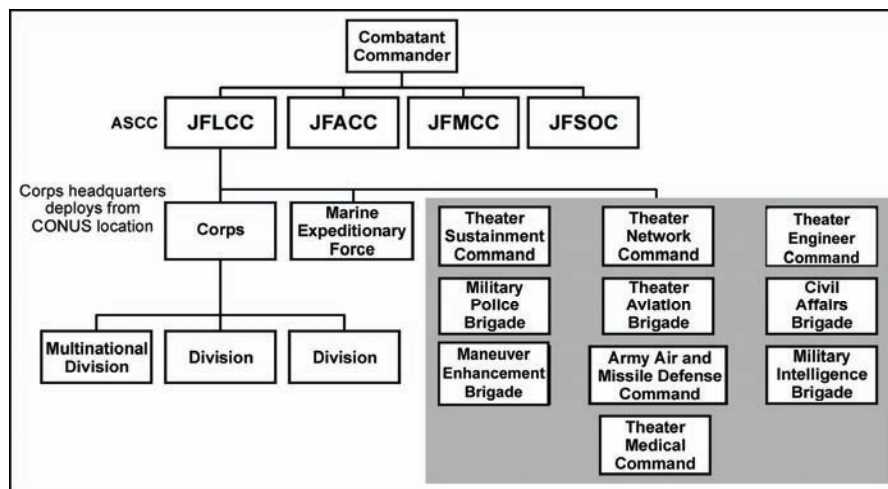 Combatant
Commander
ASCC
JFLCC
JFACC
JFMCC
JFSOC
Corps headquarters
deploys from
CONUS location
Corps
Marine
Expeditionary
Force
Theater
Sustainment
Command
Theater
Network
Command
Theater
Engineer
Command
Military
Police
Brigade
Theater
Aviation
Brigade
Civil
Affairs
Brigade
Multinational
Division
Division
Division
Maneuver
Enhancement
Brigade
Army Air and
Missile Defense
Command
Military
Intelligence
Brigade
Theater
Medical
Command